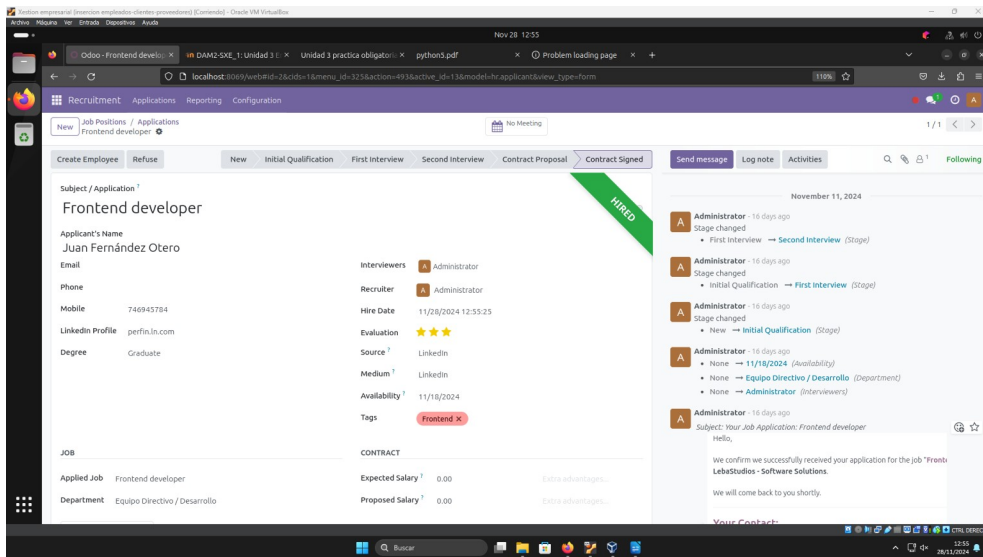 Xestion empresarial (Insercion empleados-clientes-proveedores) [Corriendo] - Oracle VM VirtualBox
Archivo Máquina Ver Entrada Dispositivos Ayuda
Nov 28 12:55
Odoo - Frontend develop
DAM2-SXE_1: Unidad 3 E
Unidad 3 practica obligatori
python5.pdf
Problem loading page
localhost:8069/web#id=2&cids=1&menu_id=325&action=493&active_id=13&model=hr.applicant&view_type=form
110%
Recruitment Applications Reporting Configuration
1
A
New
Job Positions / Applications
Frontend developer
No Meeting
1 / 1
Create Employee Refuse
New Initial Qualification First Interview Second Interview Contract Proposal Contract Signed
Send message Log note Activities
1 Following
Subject / Application ?
Frontend developer
HIRED
Applicant's Name
Juan Fernández Otero
Email
Phone
Mobile 746945784
LinkedIn Profile perfin.ln.com
Degree Graduate
Interviewers A Administrator
Recruiter A Administrator
Hire Date 11/28/2024 12:55:25
Evaluation
Source ? LinkedIn
Medium ? Linkedin
Availability ? 11/18/2024
Tags Frontend ×
JOB
Applied Job Frontend developer
Department Equipo Directivo / Desarrollo
CONTRACT
Expected Salary ? 0.00 Extra advantages...
Proposed Salary ? 0.00 Extra advantages...
November 11, 2024
A Administrator - 16 days ago
Stage changed
• First Interview → Second Interview (Stage)
A Administrator - 16 days ago
Stage changed
• Initial Qualification → First Interview (Stage)
A Administrator - 16 days ago
Stage changed
• New → Initial Qualification (Stage)
A Administrator - 16 days ago
• None → 11/18/2024 (Availability)
• None → Equipo Directivo / Desarrollo (Department)
• None → Administrator (Interviewers)
A Administrator - 16 days ago
Subject: Your Job Application: Frontend developer
Hello,
We confirm we successfully received your application for the job "Fronte
LebaStudios - Software Solutions.
We will come back to you shortly.
Your Contact:
CTRL DEREC
Buscar
12:55
28/11/2024